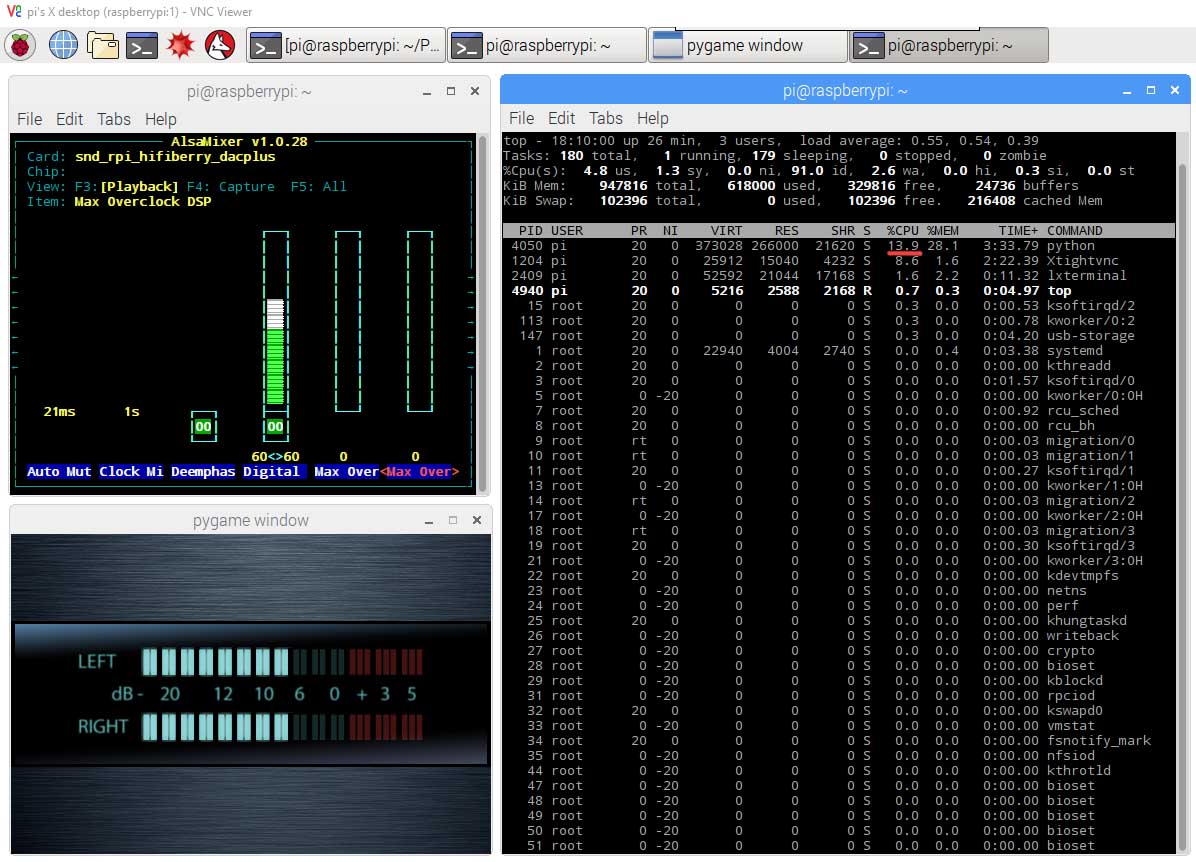 pi's X desktop (raspberrypi:1) - VNC Viewer
[pi@raspberrypi: ~/P... pi@raspberrypi: ~ pygame window pi@raspberrypi: ~
pi@raspberrypi: ~
File Edit Tabs Help
AlsaMixer v1.0.28
Card: snd_rpi_hifiberry_dacplus
Chip:
View: F3:[Playback] F4: Capture F5: All
Item: Max Overclock DSP
21ms 1s
00 00
60<>60 0 0
Auto Mut Clock Mi Deemphas Digital Max Over <Max Over>
pygame window
LEFT
dB - 20 12 10 6 0 + 3 5
RIGHT
pi@raspberrypi: ~
File Edit Tabs Help
top - 18:10:00 up 26 min, 3 users, load average: 0.55, 0.54, 0.39
Tasks: 180 total, 1 running, 179 sleeping, 0 stopped, 0 zombie
%Cpu(s): 4.8 us, 1.3 sy, 0.0 ni, 91.0 id, 2.6 wa, 0.0 hi, 0.3 si, 0.0 st
KiB Mem: 947816 total, 618000 used, 329816 free, 24736 buffers
KiB Swap: 102396 total, 0 used, 102396 free. 216408 cached Mem
PID USER PR NI VIRT RES SHR S %CPU %MEM TIME+ COMMAND
4050 pi 20 0 373028 266000 21620 S 13.9 28.1 3:33.79 python
1204 pi 20 0 25912 15040 4232 S 8.6 1.6 2:22.39 Xtightvnc
2409 pi 20 0 52592 21044 17168 S 1.6 2.2 0:11.32 lxterminal
4940 pi 20 0 5216 2588 2168 R 0.7 0.3 0:04.97 top
15 root 20 0 0 0 0 S 0.3 0.0 0:00.53 ksoftirqd/2
113 root 20 0 0 0 0 S 0.3 0.0 0:00.78 kworker/0:2
147 root 20 0 0 0 0 S 0.3 0.0 0:04.20 usb-storage
1 root 20 0 22940 4004 2740 S 0.0 0.4 0:03.38 systemd
2 root 20 0 0 0 0 S 0.0 0.0 0:00.00 kthreadd
3 root 20 0 0 0 0 S 0.0 0.0 0:01.57 ksoftirqd/0
5 root 0 -20 0 0 0 S 0.0 0.0 0:00.00 kworker/0:0H
7 root 20 0 0 0 0 S 0.0 0.0 0:00.92 rcu_sched
8 root 20 0 0 0 0 S 0.0 0.0 0:00.00 rcu_bh
9 root rt 0 0 0 0 S 0.0 0.0 0:00.03 migration/0
10 root rt 0 0 0 0 S 0.0 0.0 0:00.03 migration/1
11 root 20 0 0 0 0 S 0.0 0.0 0:00.27 ksoftirqd/1
13 root 0 -20 0 0 0 S 0.0 0.0 0:00.00 kworker/1:0H
14 root rt 0 0 0 0 S 0.0 0.0 0:00.03 migration/2
17 root 0 -20 0 0 0 S 0.0 0.0 0:00.00 kworker/2:0H
18 root rt 0 0 0 0 S 0.0 0.0 0:00.03 migration/3
19 root 20 0 0 0 0 S 0.0 0.0 0:00.30 ksoftirqd/3
21 root 0 -20 0 0 0 S 0.0 0.0 0:00.00 kworker/3:0H
22 root 20 0 0 0 0 S 0.0 0.0 0:00.00 kdevtmpfs
23 root 0 -20 0 0 0 S 0.0 0.0 0:00.00 netns
24 root 0 -20 0 0 0 S 0.0 0.0 0:00.00 perf
25 root 20 0 0 0 0 S 0.0 0.0 0:00.00 khungtaskd
26 root 0 -20 0 0 0 S 0.0 0.0 0:00.00 writeback
27 root 0 -20 0 0 0 S 0.0 0.0 0:00.00 crypto
28 root 0 -20 0 0 0 S 0.0 0.0 0:00.00 bioset
29 root 0 -20 0 0 0 S 0.0 0.0 0:00.00 kblockd
31 root 0 -20 0 0 0 S 0.0 0.0 0:00.00 rpciod
32 root 20 0 0 0 0 S 0.0 0.0 0:00.00 kswapd0
33 root 0 -20 0 0 0 S 0.0 0.0 0:00.00 vmstat
34 root 20 0 0 0 0 S 0.0 0.0 0:00.00 fsnotify_mark
35 root 0 -20 0 0 0 S 0.0 0.0 0:00.00 nfsiod
44 root 0 -20 0 0 0 S 0.0 0.0 0:00.00 kthrotld
47 root 0 -20 0 0 0 S 0.0 0.0 0:00.00 bioset
48 root 0 -20 0 0 0 S 0.0 0.0 0:00.00 bioset
49 root 0 -20 0 0 0 S 0.0 0.0 0:00.00 bioset
50 root 0 -20 0 0 0 S 0.0 0.0 0:00.00 bioset
51 root 0 -20 0 0 0 S 0.0 0.0 0:00.00 bioset